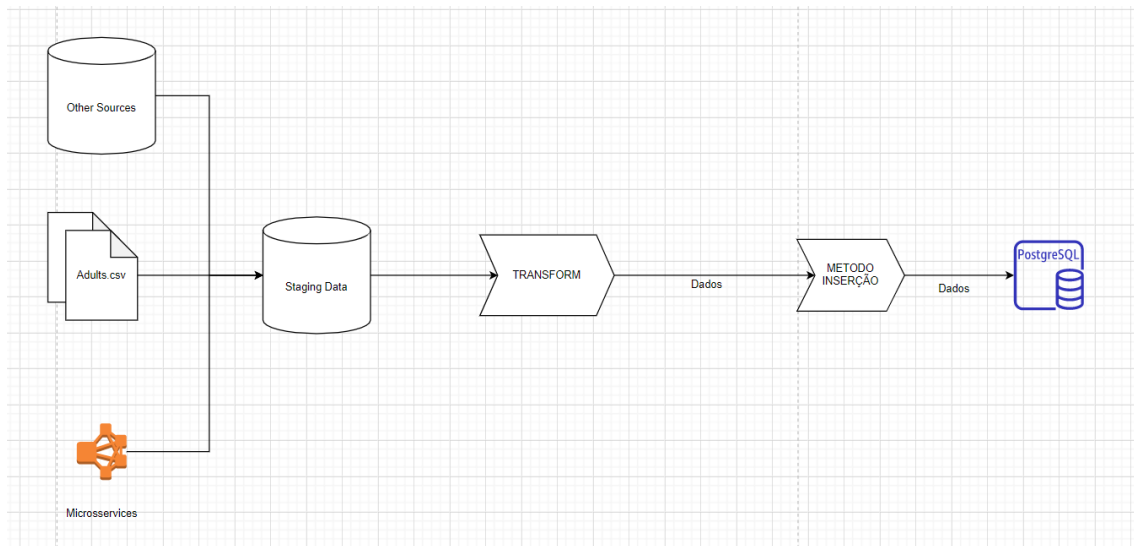 Other Sources
Adults.csv
Staging Data
TRANSFORM
Dados
METODO
INSERÇÃO
Dados
PostgreSQL
Microsservices